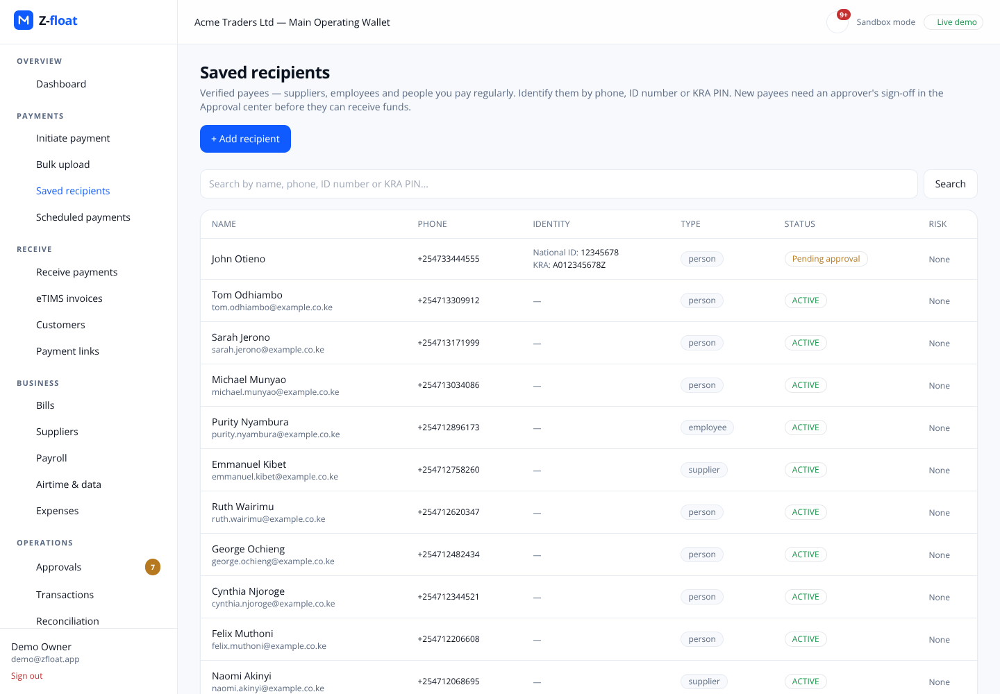 Z-float
OVERVIEW
Dashboard
PAYMENTS
Initiate payment
Bulk upload
Saved recipients
Scheduled payments
RECEIVE
Receive payments
eTIMS invoices
Customers
Payment links
BUSINESS
Bills
Suppliers
Payroll
Airtime & data
Expenses
OPERATIONS
Approvals 7
Transactions
Reconciliation
Demo Owner
demo@zfloat.app
Sign out
Acme Traders Ltd — Main Operating Wallet
9+
Sandbox mode
Live demo
Saved recipients
Verified payees — suppliers, employees and people you pay regularly. Identify them by phone, ID number or KRA PIN. New payees need an approver's sign-off in the
Approval center before they can receive funds.
+ Add recipient
Search by name, phone, ID number or KRA PIN...
Search
NAME PHONE IDENTITY TYPE STATUS RISK
John Otieno +254733444555 National ID: 12345678 person Pending approval None
KRA: A012345678Z
Tom Odhiambo +254713309912 — person ACTIVE None
tom.odhiambo@example.co.ke
Sarah Jerono +254713171999 — person ACTIVE None
sarah.jerono@example.co.ke
Michael Munyao +254713034086 — person ACTIVE None
michael.munyao@example.co.ke
Purity Nyambura +254712896173 — employee ACTIVE None
purity.nyambura@example.co.ke
Emmanuel Kibet +254712758260 — supplier ACTIVE None
emmanuel.kibet@example.co.ke
Ruth Wairimu +254712620347 — person ACTIVE None
ruth.wairimu@example.co.ke
George Ochieng +254712482434 — person ACTIVE None
george.ochieng@example.co.ke
Cynthia Njoroge +254712344521 — person ACTIVE None
cynthia.njoroge@example.co.ke
Felix Muthoni +254712206608 — person ACTIVE None
felix.muthoni@example.co.ke
Naomi Akinyi +254712068695 — supplier ACTIVE None
naomi.akinyi@example.co.ke